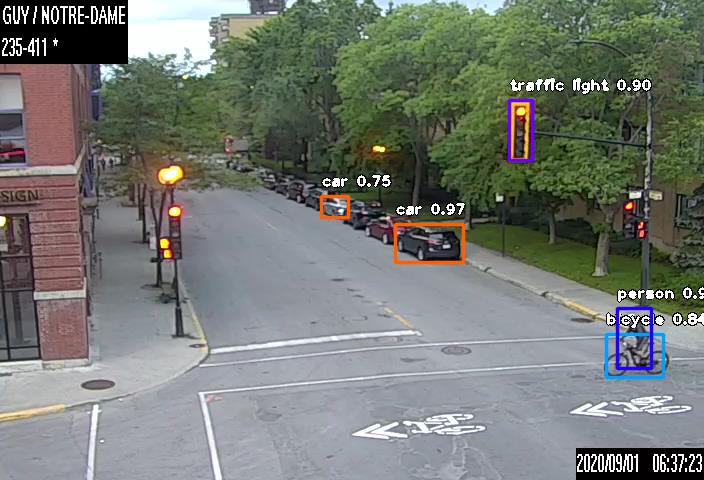 GUY / NOTRE-DAME
235-411 *
traffic light 0.90
car 0.75
car 0.97
SIGN
person 0.9
bicycle 0.84
2020/09/01 06:37:23